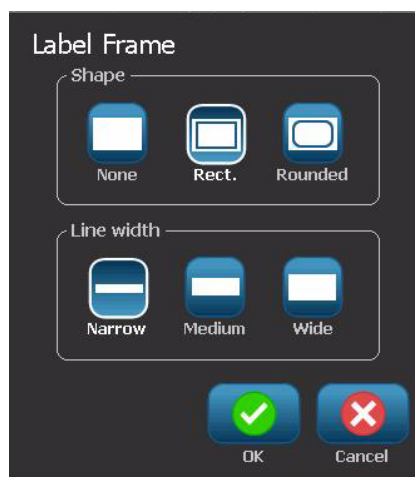 Label Frame
Shape
None Rect. Rounded
Line width
Narrow Medium Wide
OK Cancel